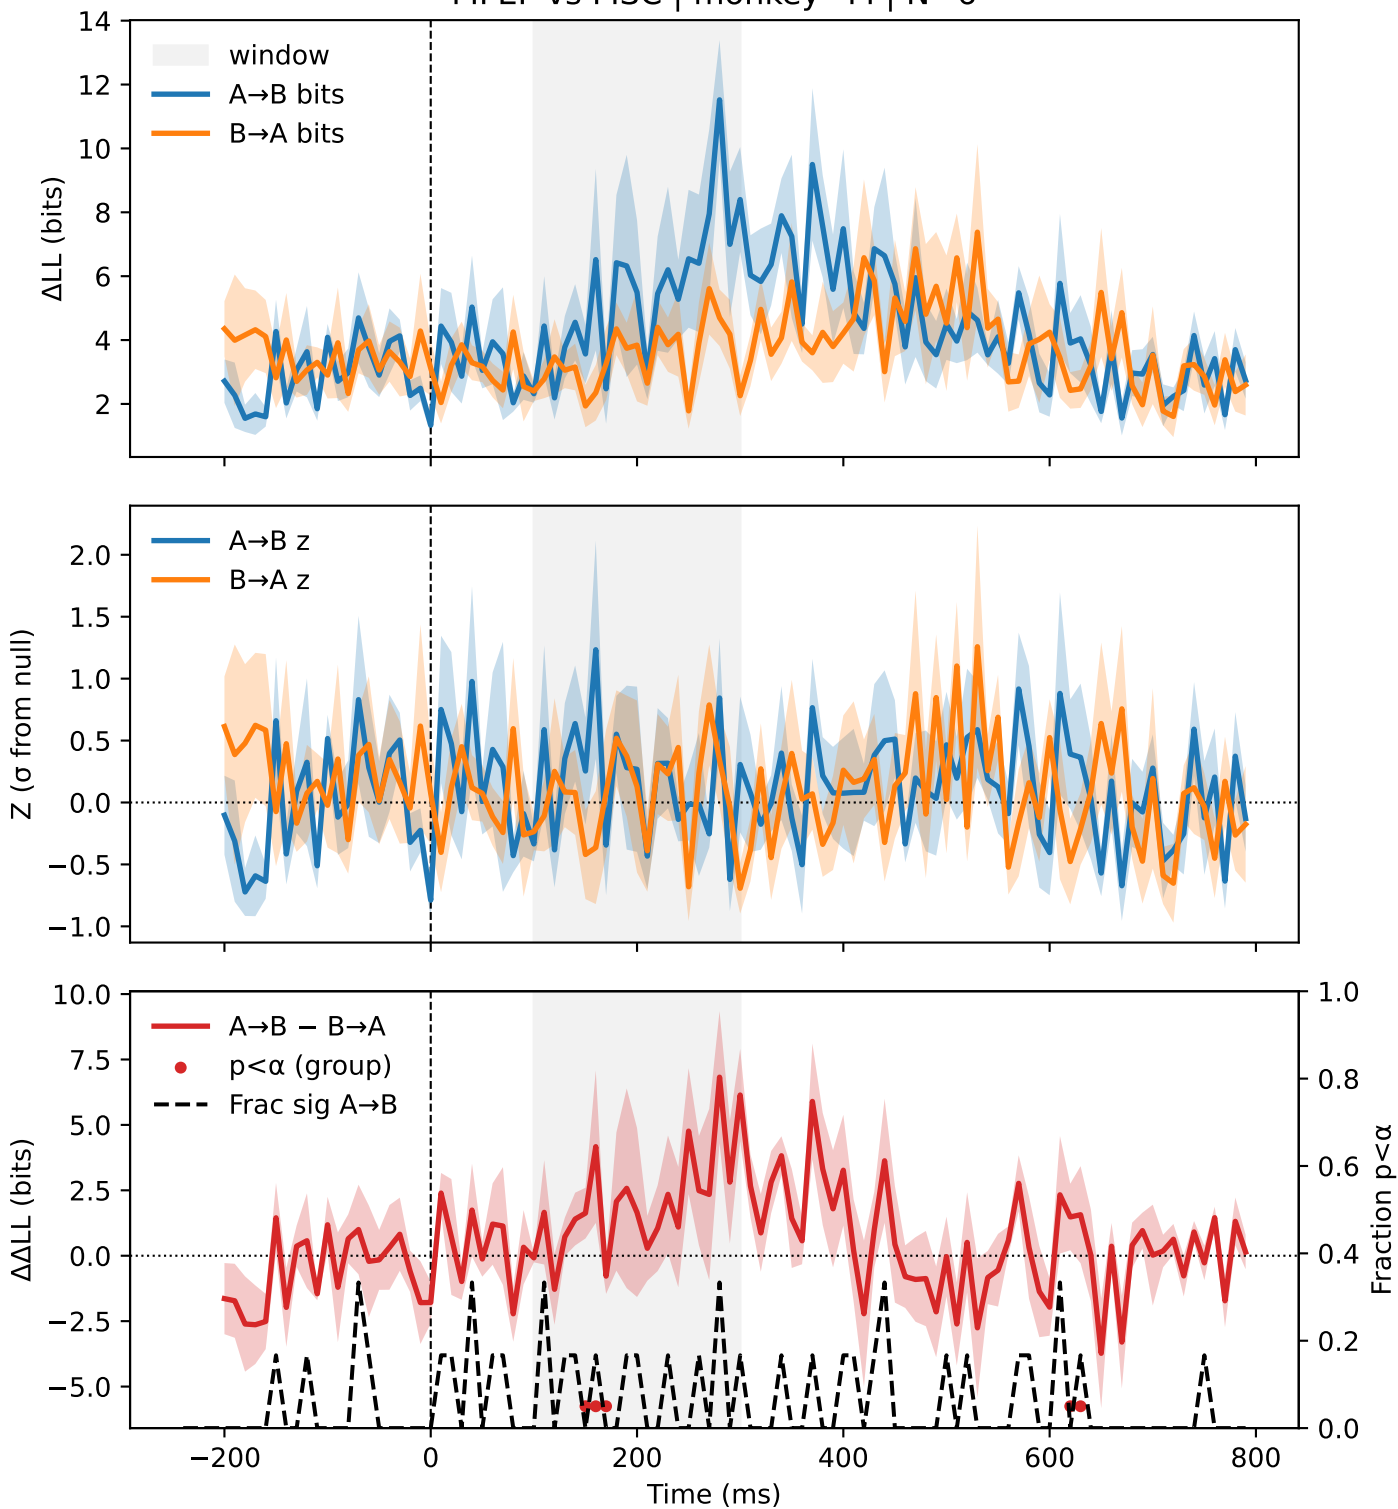 14
12
10
8
6
4
2
ΔLL (bits)
window
A→B bits
B→A bits
2.0
1.5
1.0
0.5
0.0
−0.5
−1.0
Z (σ from null)
A→B z
B→A z
10.0
7.5
5.0
2.5
0.0
−2.5
−5.0
ΔΔLL (bits)
A→B − B→A
p<α (group)
Frac sig A→B
1.0
0.8
0.6
0.4
0.2
0.0
Fraction p<α
−200 0 200 400 600 800
Time (ms)